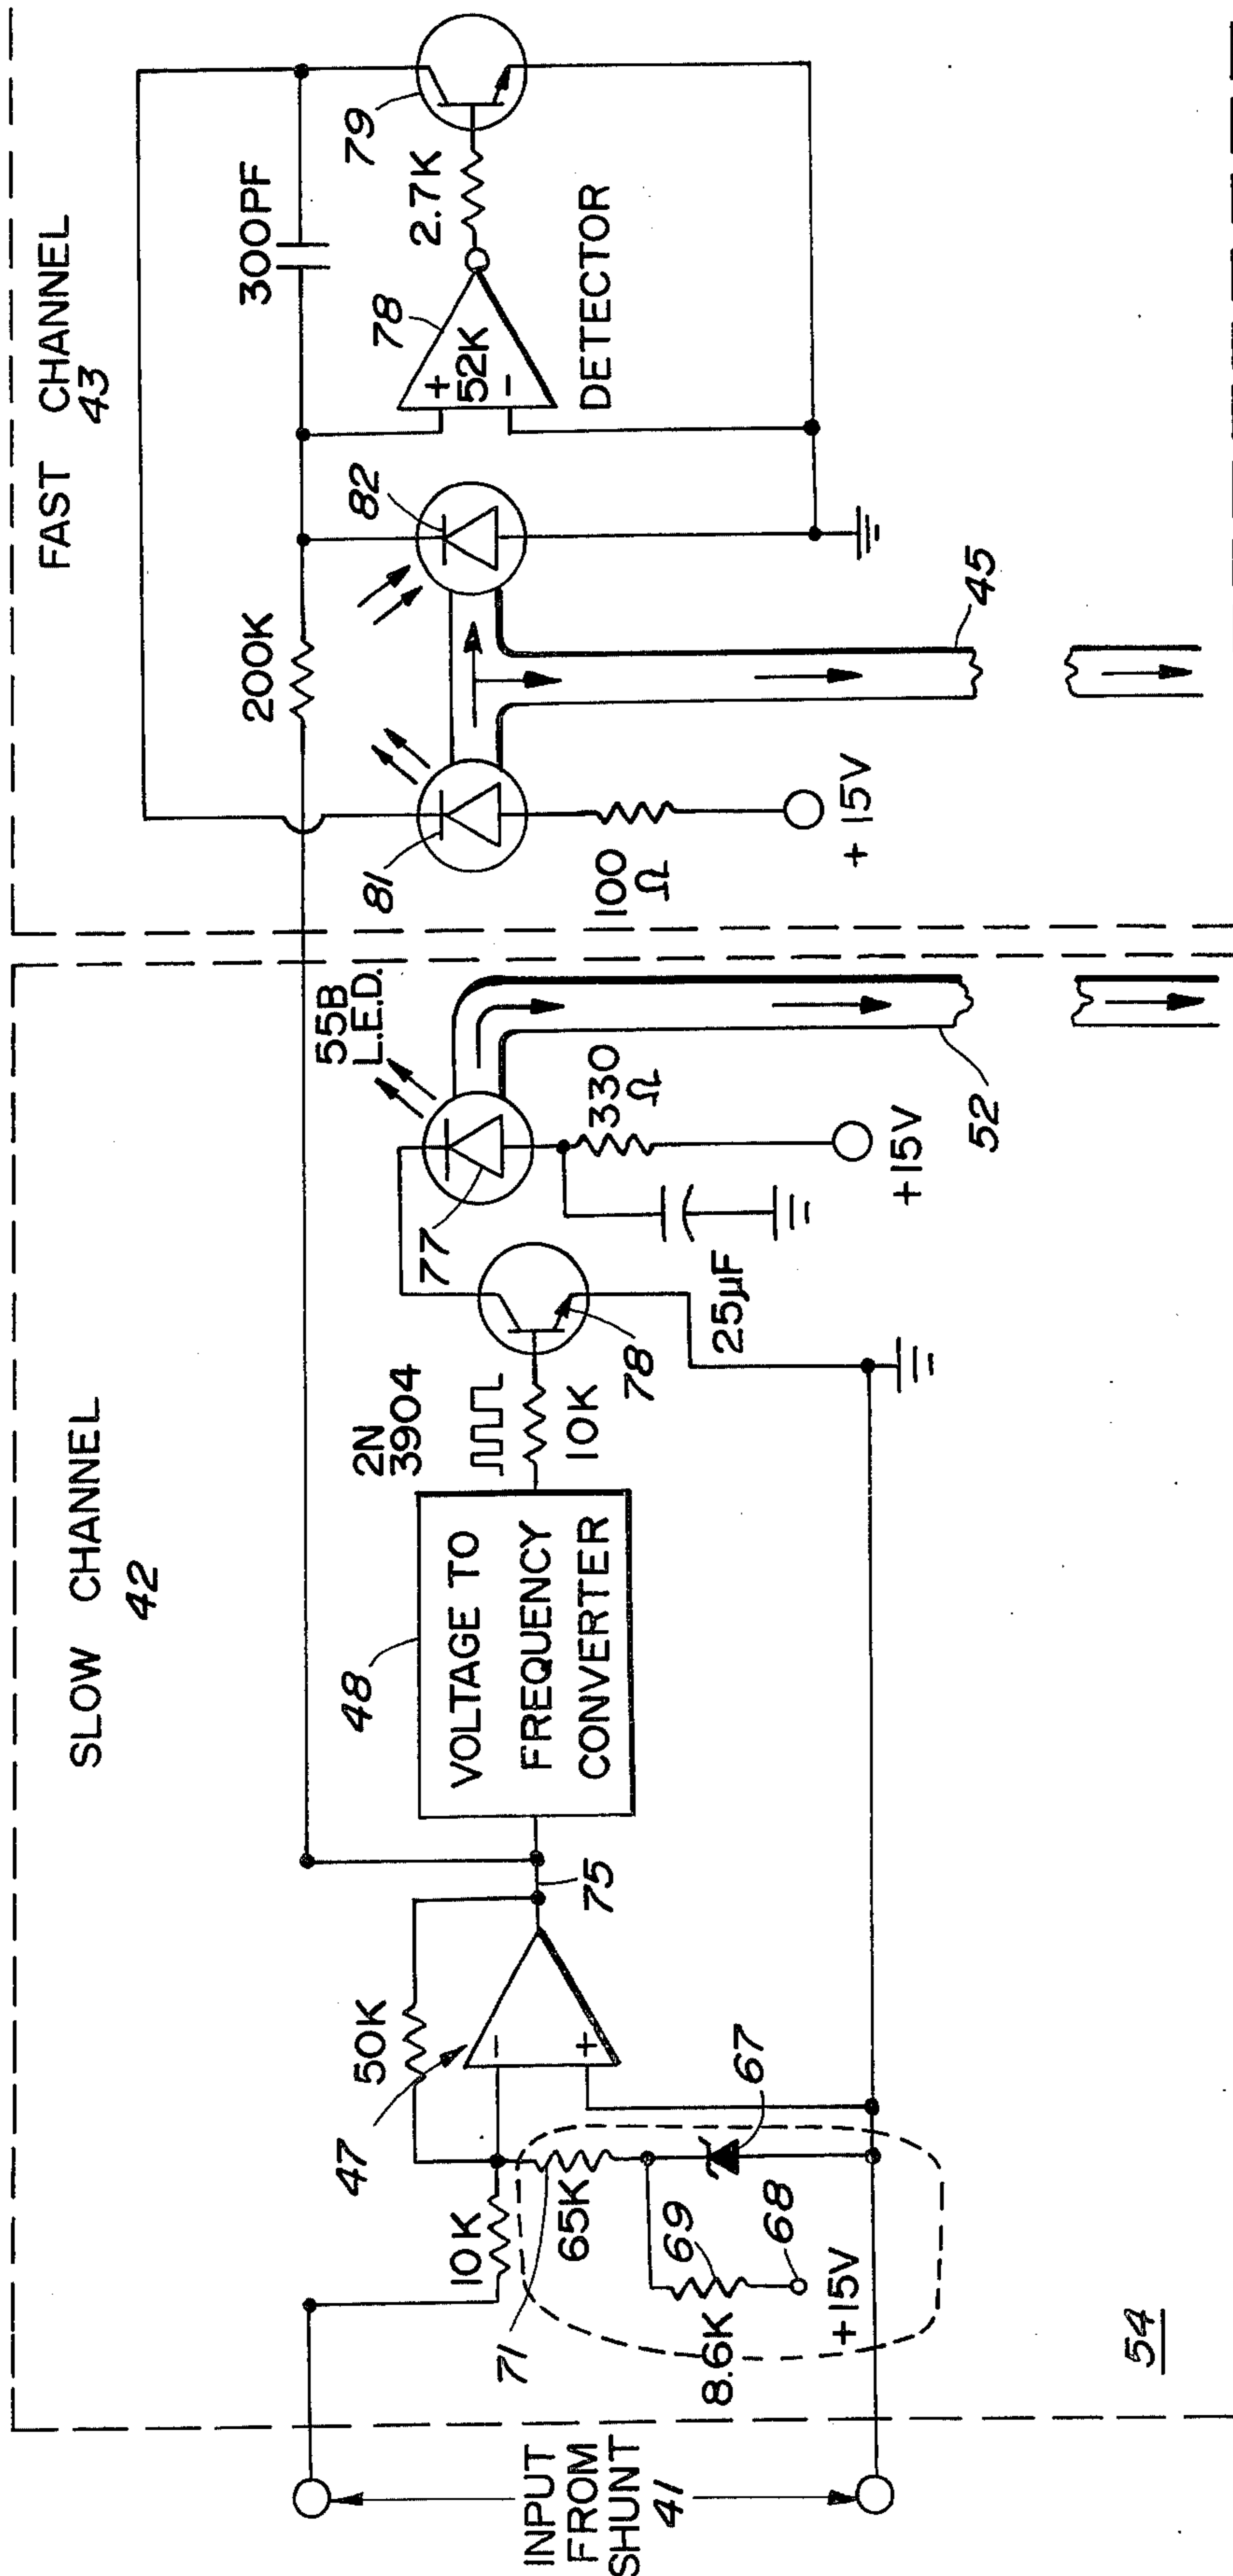 SLOW CHANNEL
42
FAST CHANNEL
43
INPUT
FROM
SHUNT
41
10K
47
50K
71
65K
8.6K
69
68
+15V
67
75
48
VOLTAGE TO
FREQUENCY
CONVERTER
2N
3904
10K
78
77
55B
L.E.D.
25µF
330
Ω
+15V
52
54
81
100
Ω
+15V
200K
82
45
300PF
78
+
52K
-
2.7K
79
DETECTOR
-
+